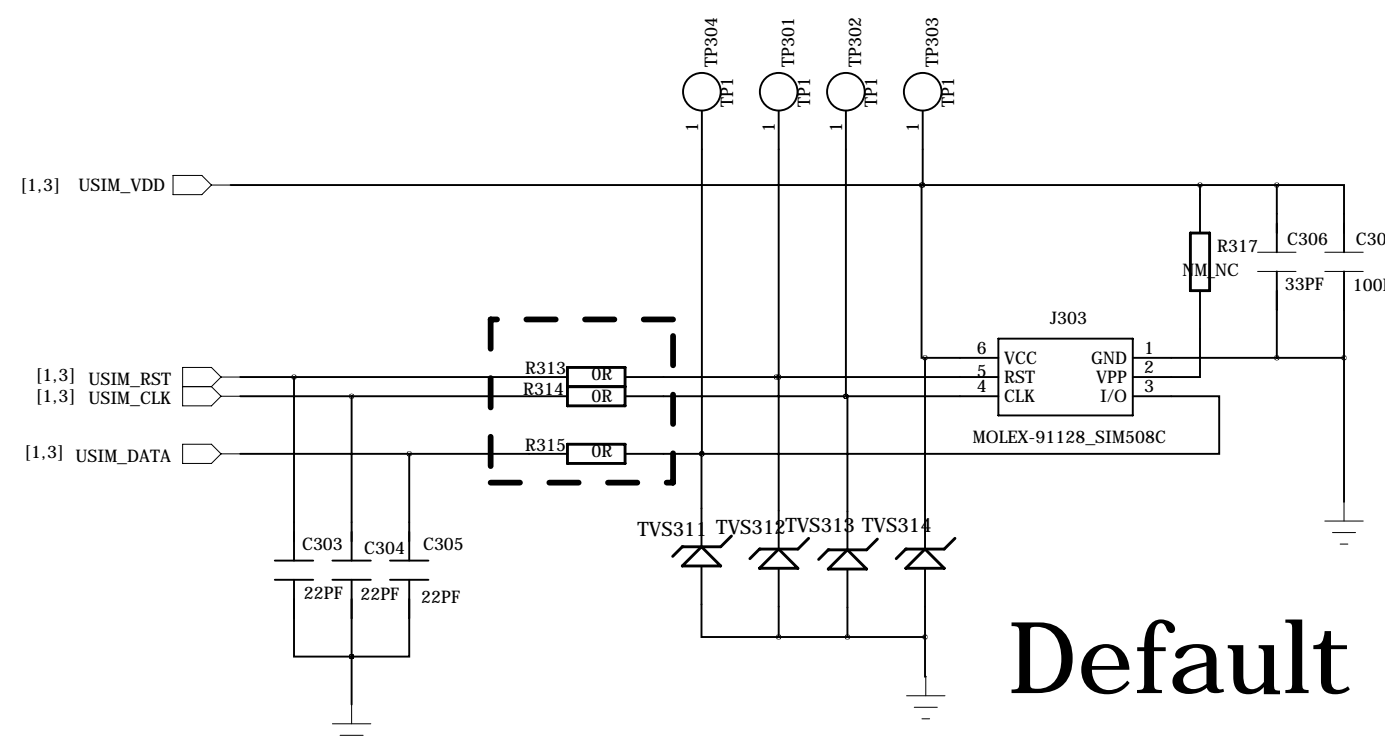 TP304
TP301
TP302
TP303
TP1
TP1
TP1
TP1
1
1
1
1
[1,3] USIM_VDD
R317
NM_NC
C306
33PF
J303
[1,3] USIM_RST
R313
0R
6 VCC
GND 1
5 RST
VPP 2
[1,3] USIM_CLK
R314
0R
4 CLK
I/O 3
MOLEX-91128_SIM508C
[1,3] USIM_DATA
R315
0R
TVS311
TVS312
TVS313
TVS314
C303
C304
C305
22PF
22PF
22PF
Default